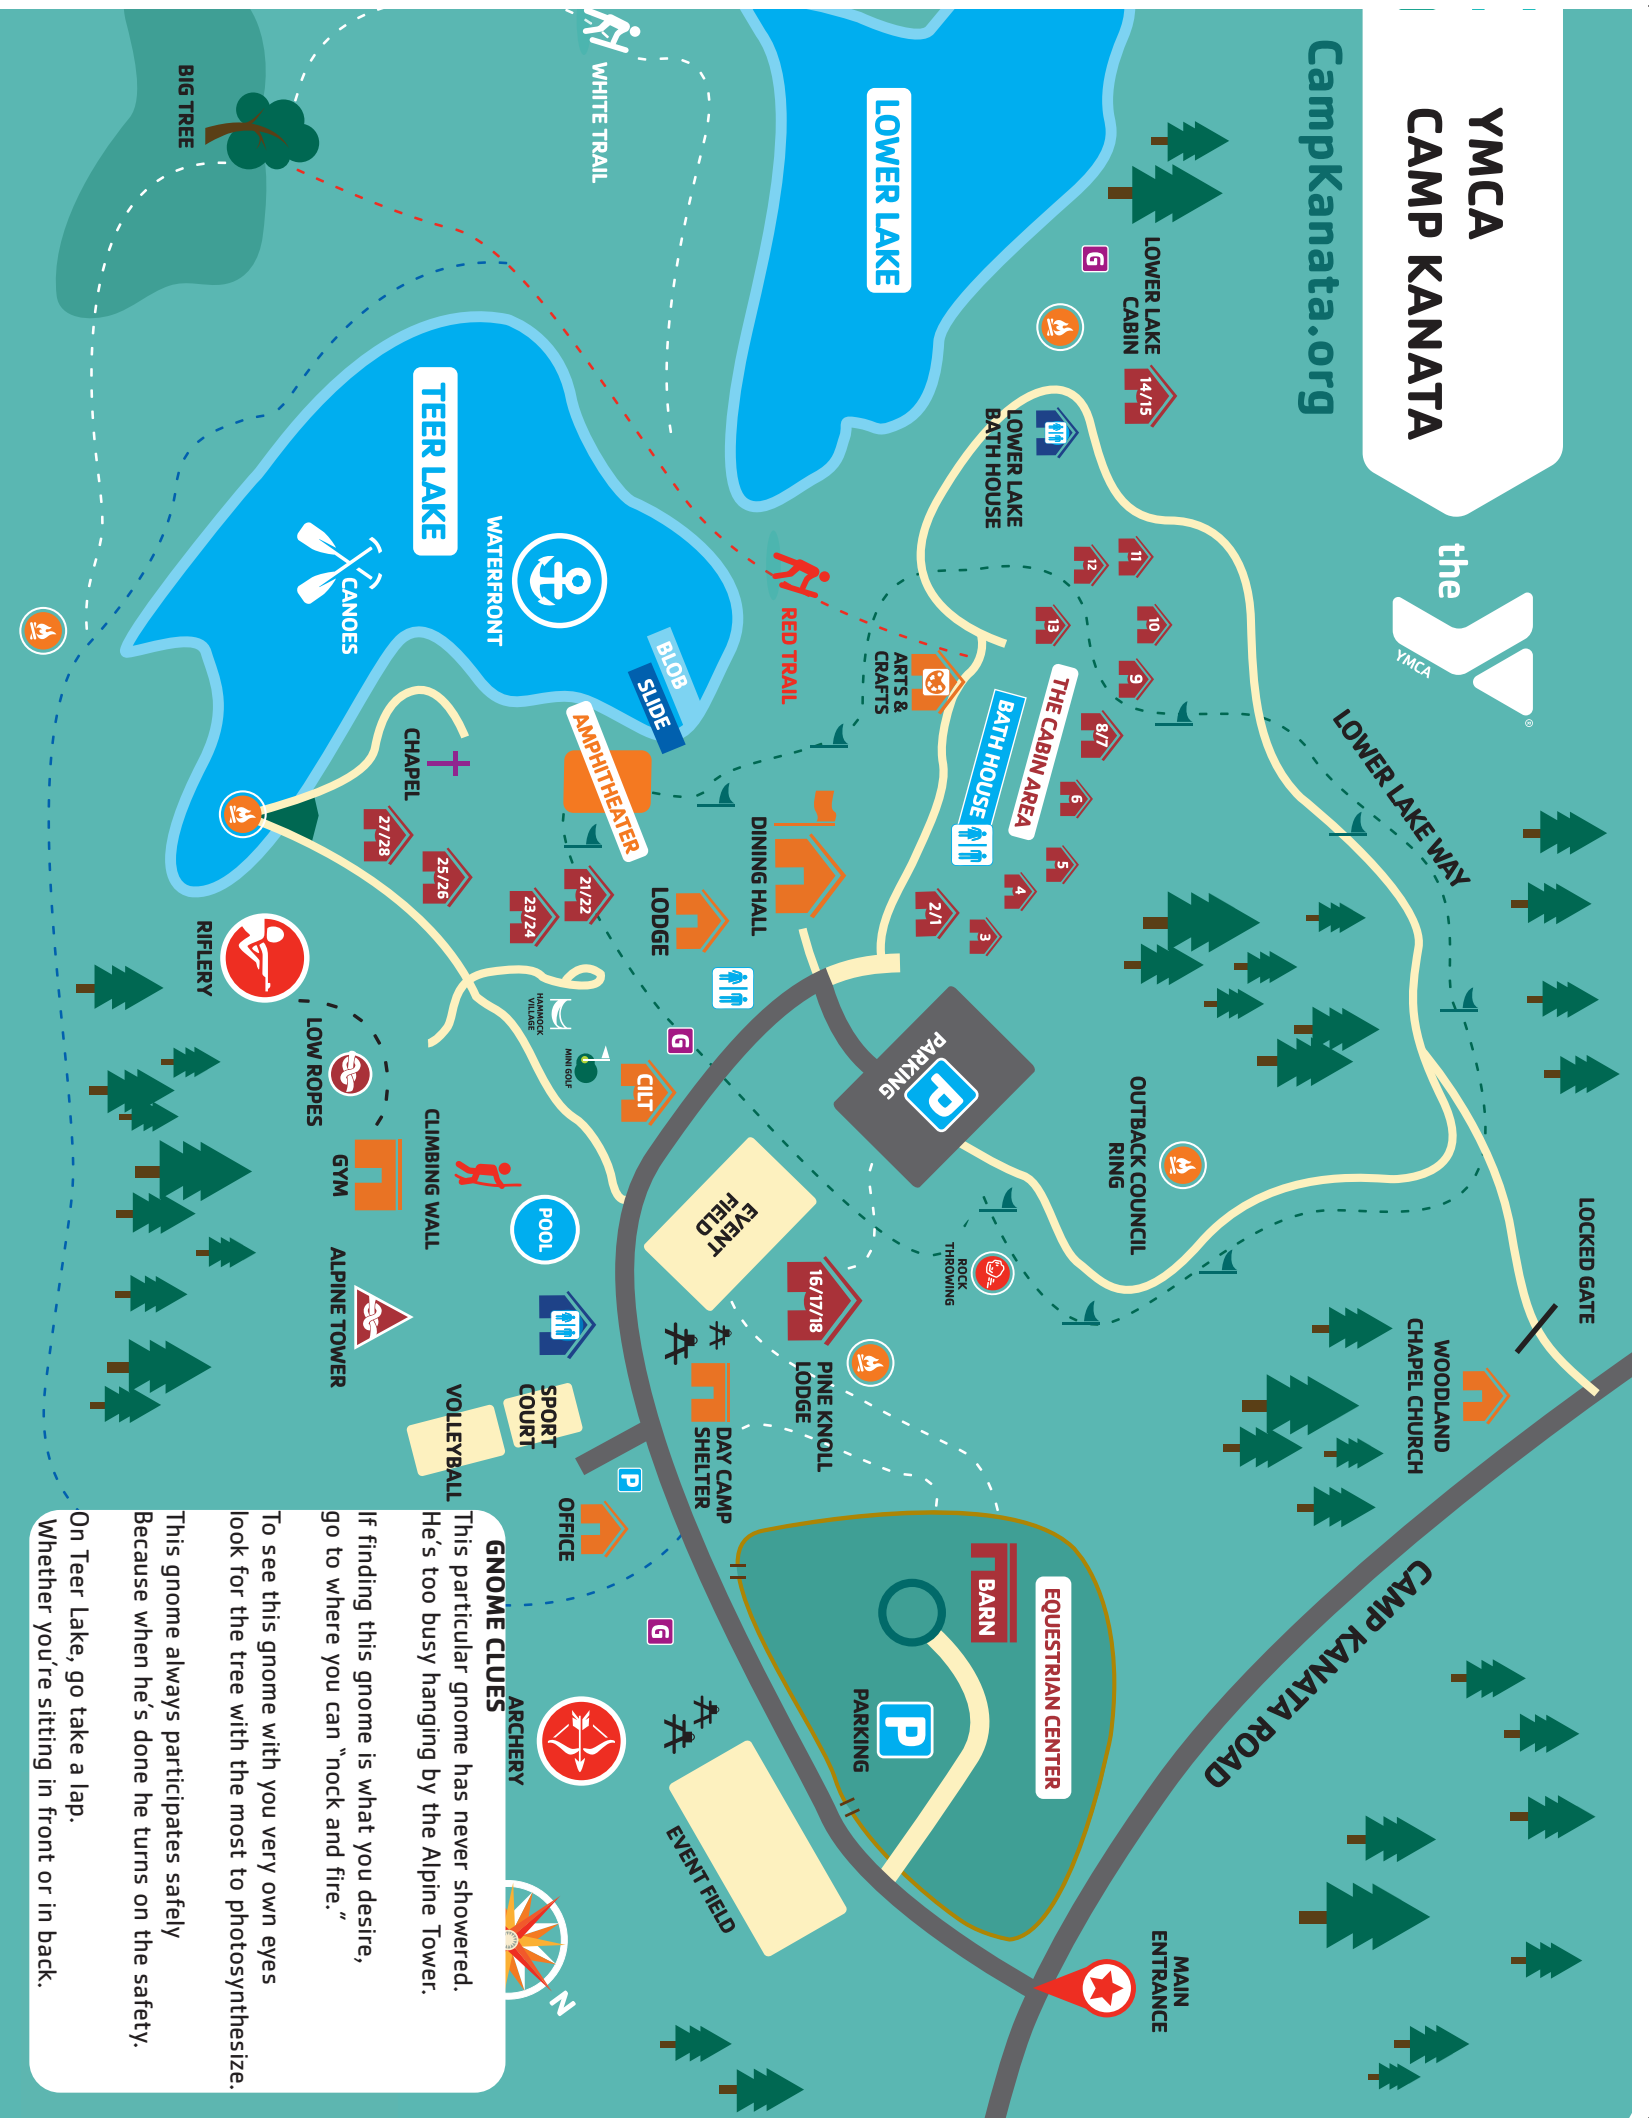 YMCA
CAMP KANATA
CampKanata.org
the
YMCA
®
LOWER LAKE WAY
LOCKED GATE
WOODLAND
CHAPEL CHURCH
CAMP KANATA ROAD
MAIN
ENTRANCE
LOWER LAKE
CABIN
14/15
G
LOWER LAKE
BATH HOUSE
11
12
10
13
9
8/7
6
5
4
3
2/1
THE CABIN AREA
BATH HOUSE
OUTBACK COUNCIL
RING
PARKING
P
ROCK
THROWING
EQUESTRIAN CENTER
BARN
P
PARKING
LOWER LAKE
ARTS &
CRAFTS
RED TRAIL
WHITE TRAIL
BIG TREE
DINING HALL
LODGE
16/17/18
PINE KNOLL
LODGE
EVENT
FIELD
DAY CAMP
SHELTER
EVENT FIELD
TEER LAKE
WATERFRONT
CANOES
BLOB
SLIDE
AMPHITHEATER
CHAPEL
27/28
25/26
23/24
21/22
G
CILT
HAMMOCK
VILLAGE
MINI GOLF
RIFLERY
LOW ROPES
GYM
CLIMBING WALL
POOL
ALPINE TOWER
SPORT
COURT
VOLLEYBALL
P
OFFICE
G
ARCHERY
N
GNOME CLUES
This particular gnome has never showered.
He's too busy hanging by the Alpine Tower.
If finding this gnome is what you desire,
go to where you can “nock and fire.”
To see this gnome with you very own eyes
look for the tree with the most to photosynthesize.
This gnome always participates safely
Because when he's done he turns on the safety.
On Teer Lake, go take a lap.
Whether you're sitting in front or in back.